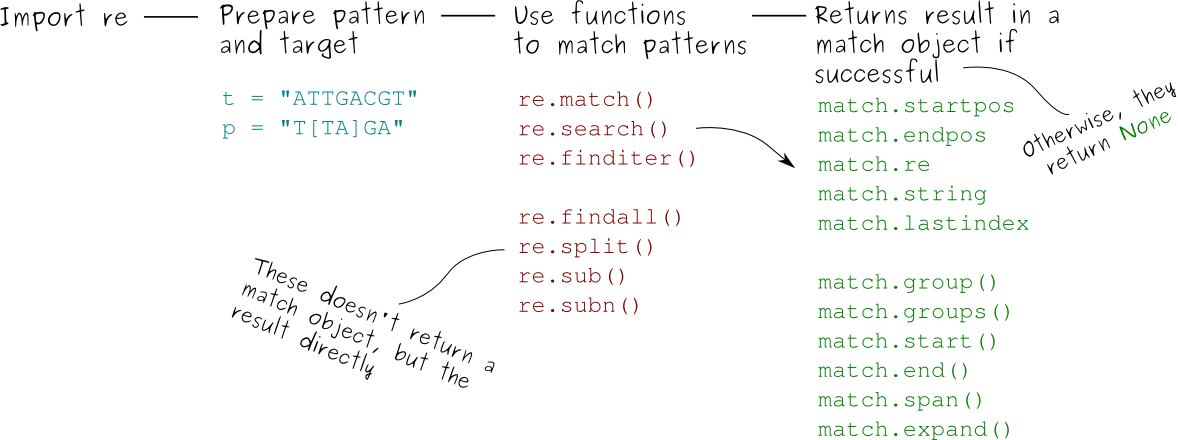 Import re
Prepare pattern
and target
t = "ATTGACGT"
p = "T[TA]GA"
Use functions
to match patterns
re.match()
re.search()
re.finditer()
re.findall()
re.split()
re.sub()
re.subn()
These doesn't return a
match object, but the
result directly
Returns result in a
match object if
successful
Otherwise, they
return None
match.startpos
match.endpos
match.re
match.string
match.lastindex
match.group()
match.groups()
match.start()
match.end()
match.span()
match.expand()